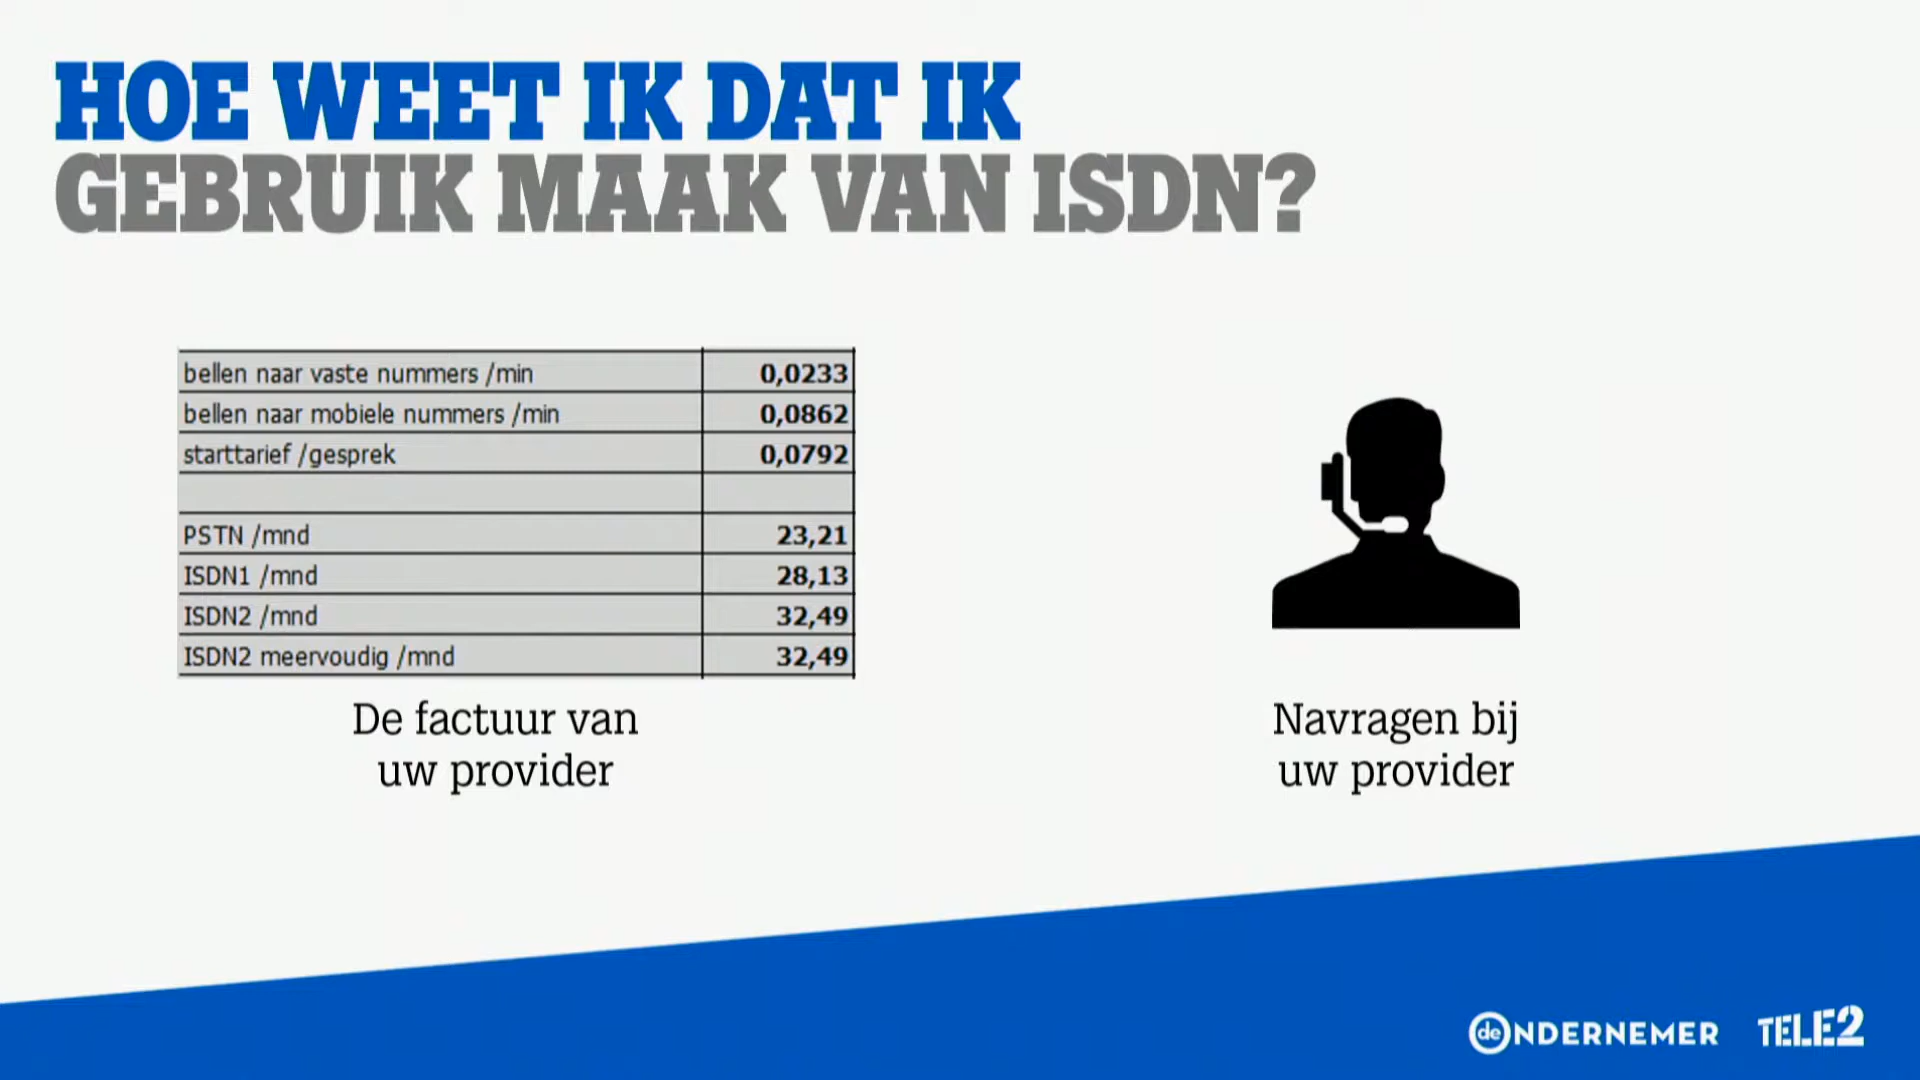 HOE WEET IK DAT IK
GEBRUIK MAAK VAN ISDN?
bellen naar vaste nummers /min 0,0233
bellen naar mobiele nummers /min 0,0862
starttarief /gesprek 0,0792
PSTN /mnd 23,21
ISDN1 /mnd 28,13
ISDN2 /mnd 32,49
ISDN2 meervoudig /mnd 32,49
De factuur van
uw provider
Navragen bij
uw provider
de ONDERNEMER TELE2